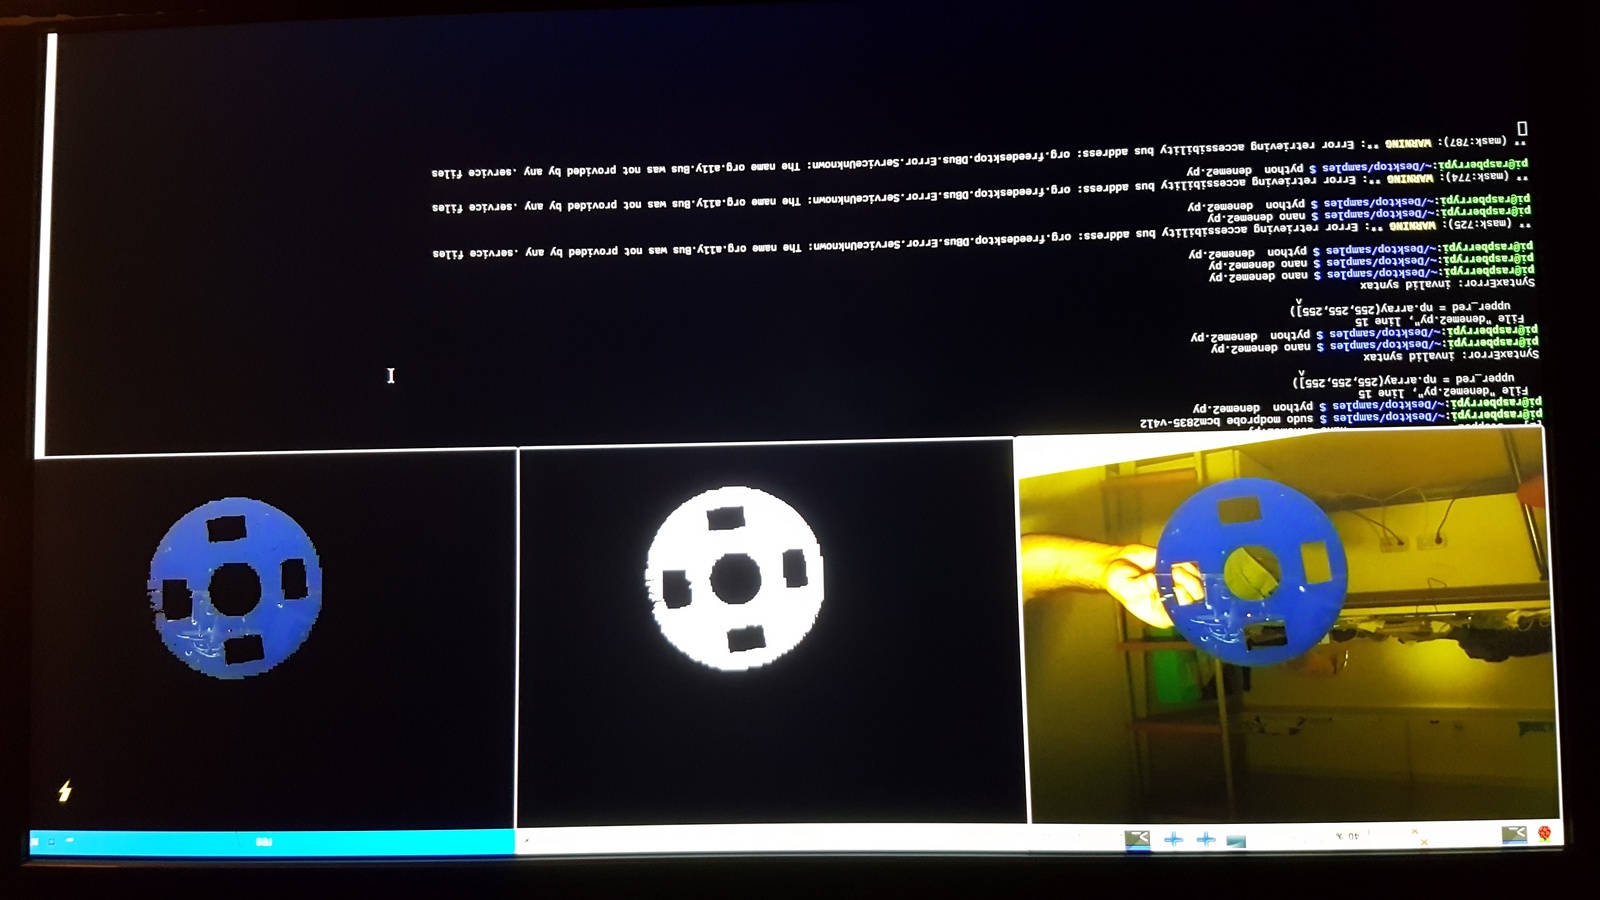 40 %
res
pi@raspberrypi:~/Desktop/samples $ sudo modprobe bcm2835-v4l2
pi@raspberrypi:~/Desktop/samples $ python  deneme2.py
File "deneme2.py", line 15
upper_red = np.array(255,255,255])
^
SyntaxError: invalid syntax
pi@raspberrypi:~/Desktop/samples $ nano deneme2.py
pi@raspberrypi:~/Desktop/samples $ python  deneme2.py
File "deneme2.py", line 15
upper_red = np.array(255,255,255])
^
SyntaxError: invalid syntax
pi@raspberrypi:~/Desktop/samples $ nano deneme2.py
pi@raspberrypi:~/Desktop/samples $ nano deneme2.py
pi@raspberrypi:~/Desktop/samples $ python  deneme2.py
** (mask:725): WARNING **: Error retrieving accessibility bus address: org.freedesktop.DBus.Error.ServiceUnknown: The name org.a11y.Bus was not provided by any .service files
pi@raspberrypi:~/Desktop/samples $ nano deneme2.py
pi@raspberrypi:~/Desktop/samples $ python  deneme2.py
** (mask:774): WARNING **: Error retrieving accessibility bus address: org.freedesktop.DBus.Error.ServiceUnknown: The name org.a11y.Bus was not provided by any .service files
pi@raspberrypi:~/Desktop/samples $ python  deneme2.py
** (mask:787): WARNING **: Error retrieving accessibility bus address: org.freedesktop.DBus.Error.ServiceUnknown: The name org.a11y.Bus was not provided by any .service files